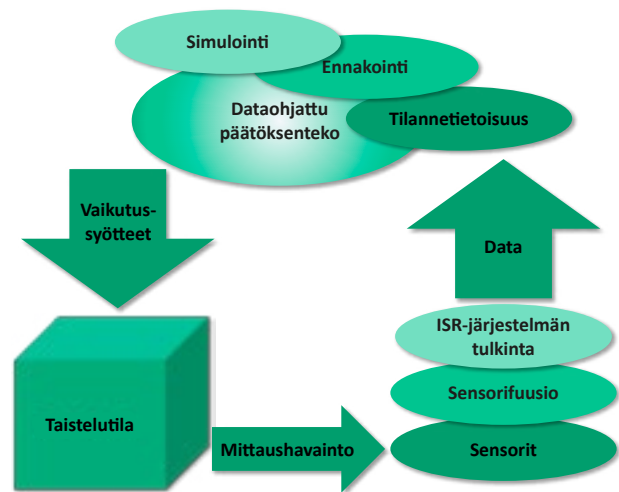 Simulointi
Ennakointi
Dataohjattu
päätöksenteko
Tilannetietoisuus
Vaikutus-
syötteet
Data
ISR-järjestelmän
tulkinta
Sensorifuusio
Taistelutila
Mittaushavainto
Sensorit